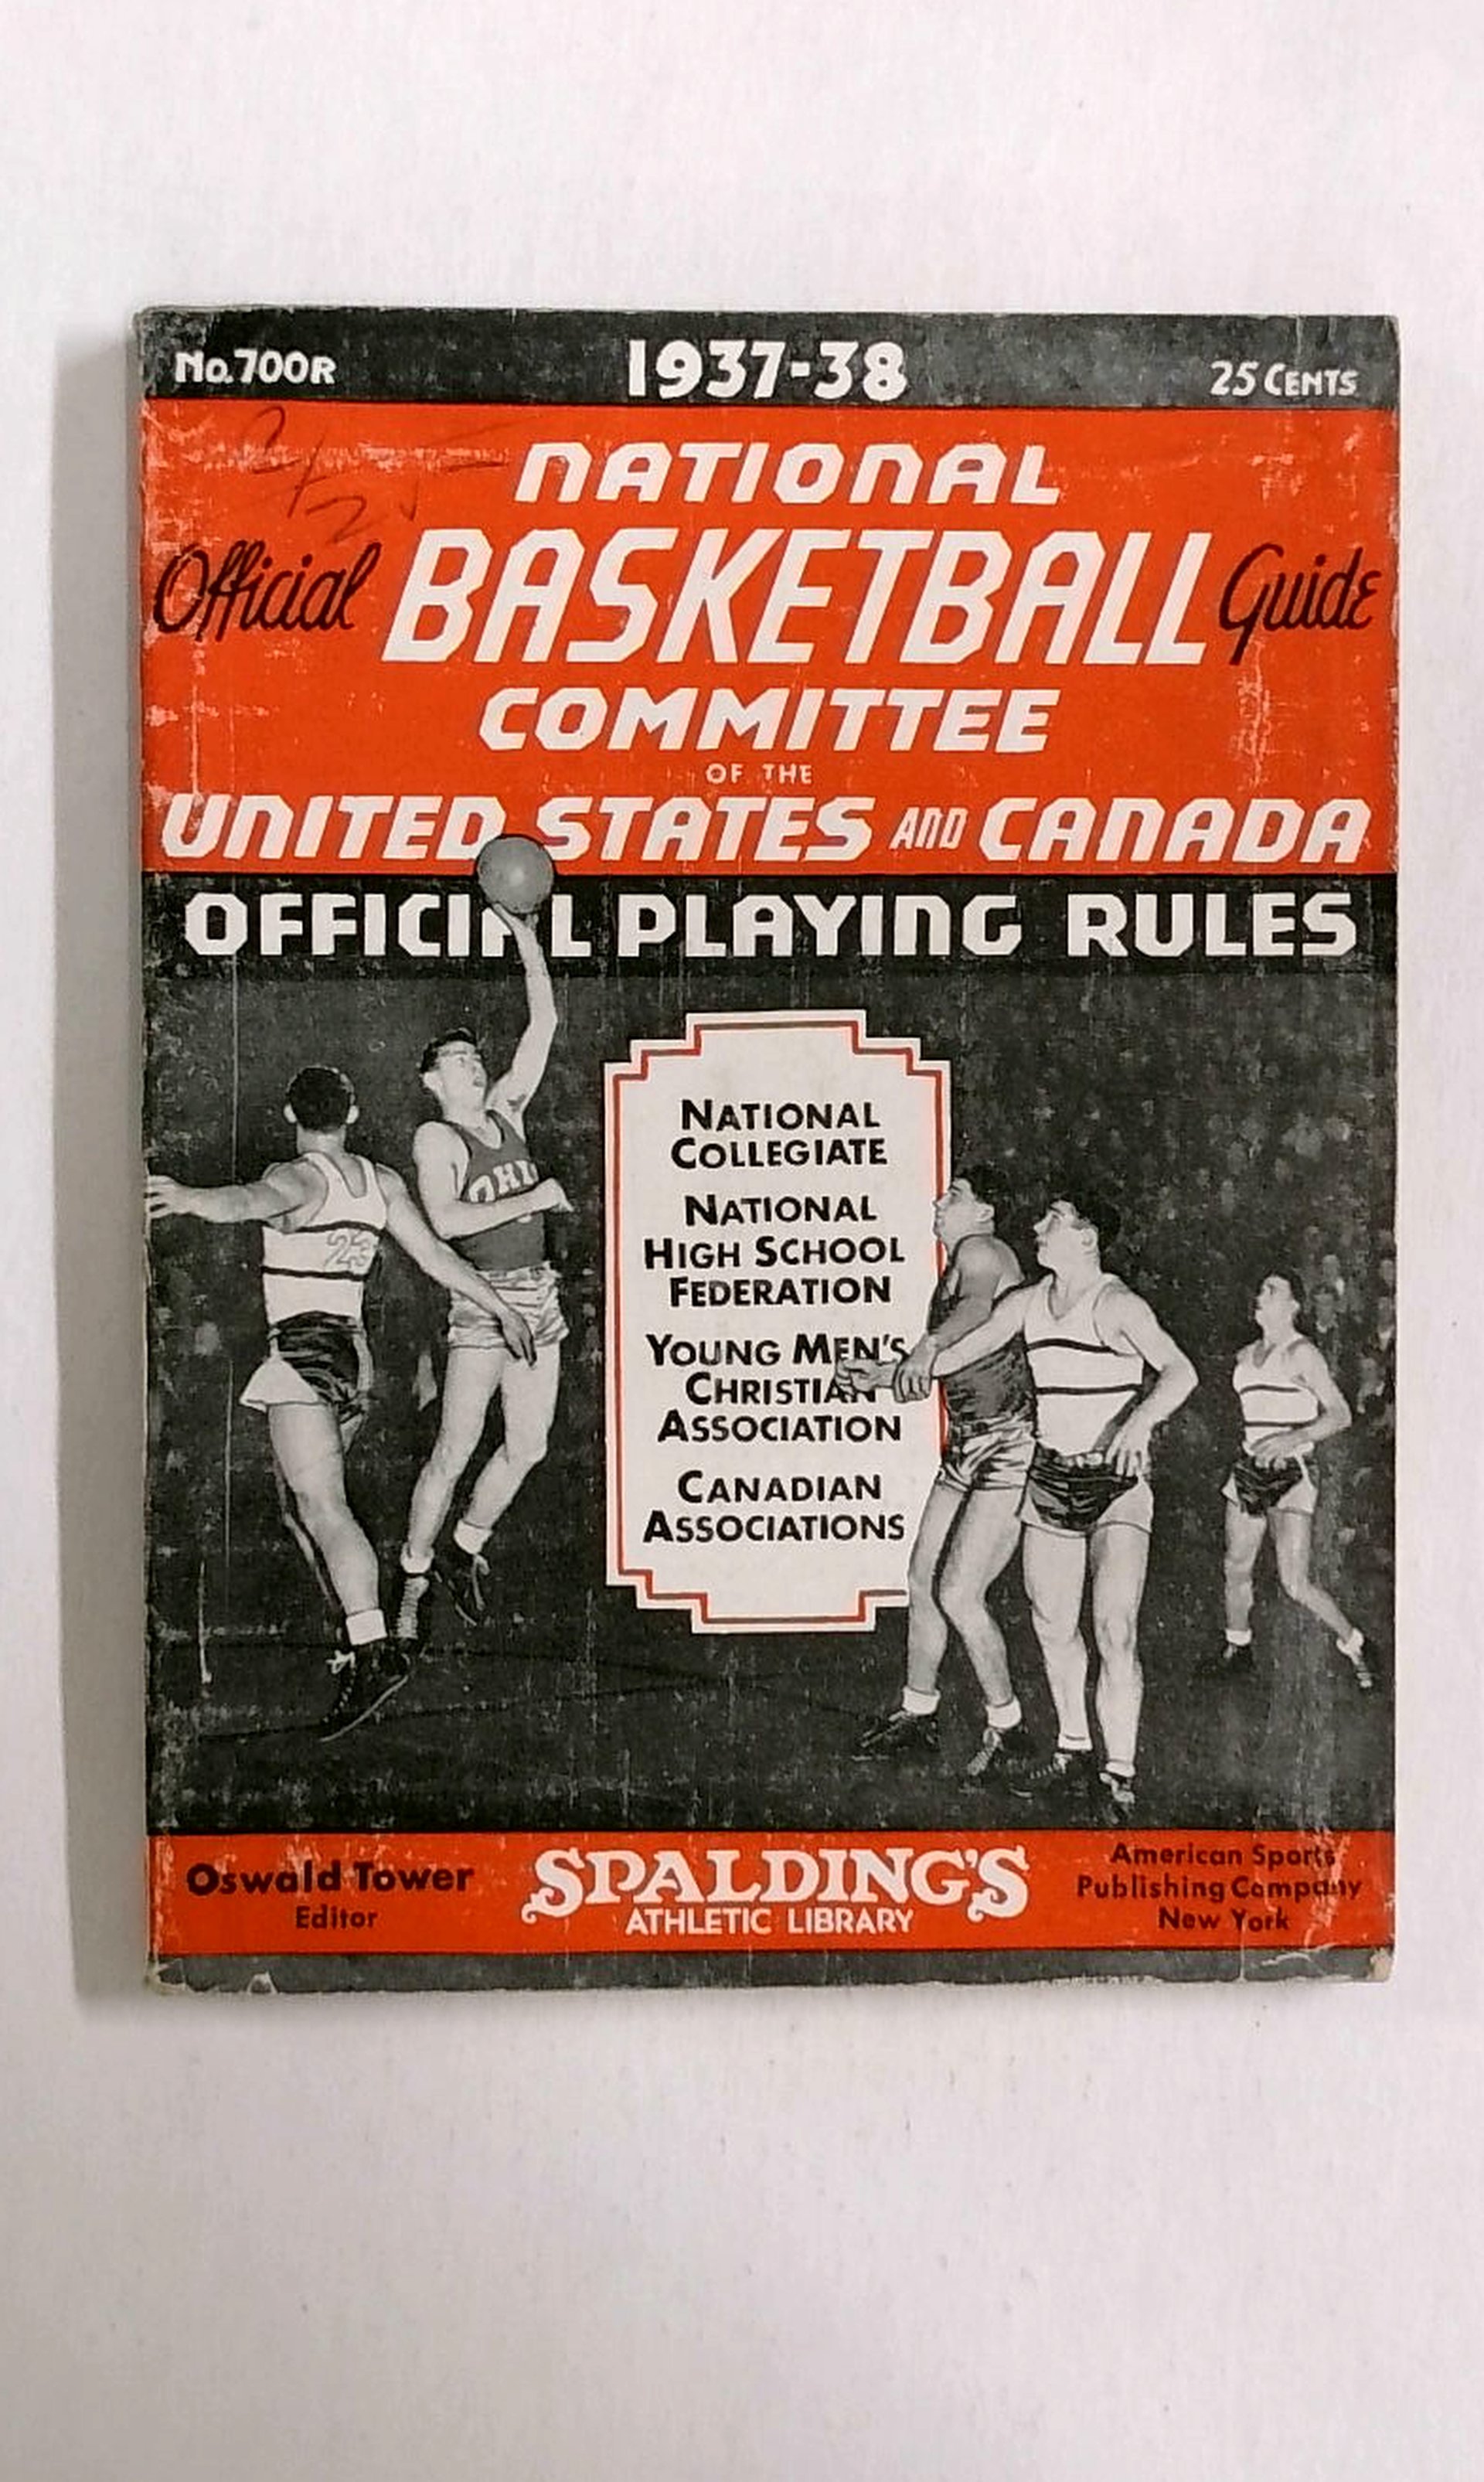 No. 700R 1937-38 25 CENTS
NATIONAL
Official BASKETBALL Guide
COMMITTEE
OF THE
UNITED STATES AND CANADA
OFFICIAL PLAYING RULES
NATIONAL
COLLEGIATE
NATIONAL
HIGH SCHOOL
FEDERATION
YOUNG MEN'S
CHRISTIAN
ASSOCIATION
CANADIAN
ASSOCIATIONS
OHIO
23
Oswald Tower
Editor
SPALDING'S
ATHLETIC LIBRARY
American Sports
Publishing Company
New York